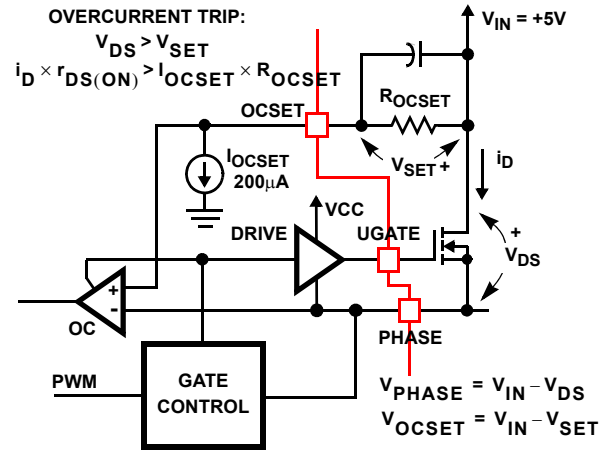 OVERCURRENT TRIP:
VDS > VSET
iD × rDS(ON) > IOCSET × ROCSET
VIN = +5V
ROCSET
OCSET
VSET +
iD
IOCSET
200μA
VCC
DRIVE
UGATE
+
VDS
+
-
OC
PHASE
PWM
GATE
CONTROL
VPHASE = VIN – VDS
VOCSET = VIN – VSET